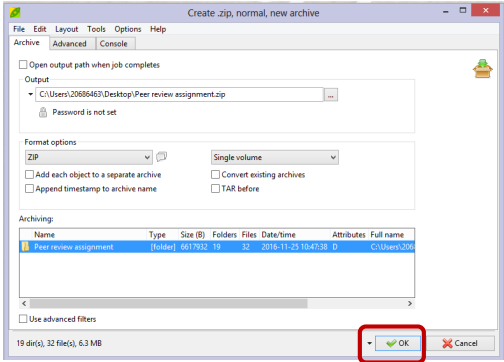 Create .zip, normal, new archive
File Edit Layout Tools Options Help
Archive Advanced Console
Open output path when job completes
Output
C:\Users\20686463\Desktop\Peer review assignment.zip ...
Password is not set
Format options
ZIP Single volume
Add each object to a separate archive Convert existing archives
Append timestamp to archive name TAR before
Archiving:
Name Type Size (B) Folders Files Date/time Attributes Full name
Peer review assignment [folder] 6617932 19 32 2016-11-25 10:47:38 D C:\Users\206
Use advanced filters
19 dir(s), 32 file(s), 6.3 MB OK Cancel